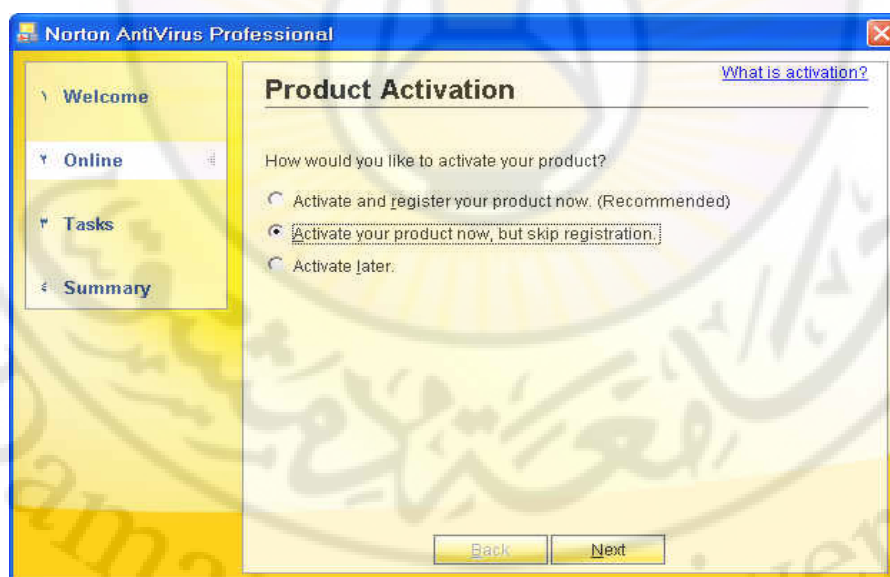 Norton AntiVirus Professional
What is activation?
Product Activation
١ Welcome
٢ Online
٣ Tasks
٤ Summary
How would you like to activate your product?
Activate and register your product now. (Recommended)
Activate your product now, but skip registration.
Activate later.
Back
Next